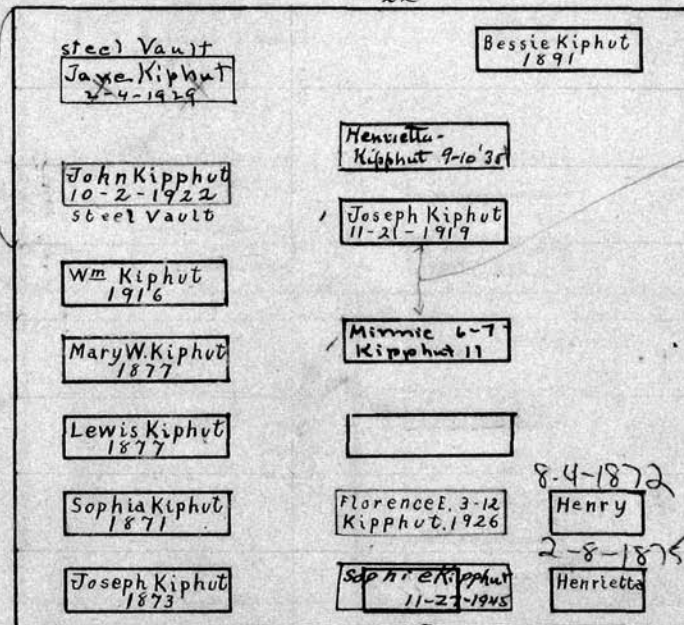 steel Vault
Jane Kiphut
2-4-1929
John Kipphut
10-2-1922
steel Vault
Wm Kiphut
1916
Mary W. Kiphut
1877
Lewis Kiphut
1877
Sophia Kiphut
1871
Joseph Kiphut
1873
Bessie Kiphut
1891
Henrietta-
Kipphut 9-10'35
Joseph Kiphut
11-21-1919
Minnie 6-7-
Kipphut 11
Florence E. 3-12
Kipphut. 1926
Sophie Kipphut
11-27-1945
8-4-1872
Henry
2-8-1875
Henrietta